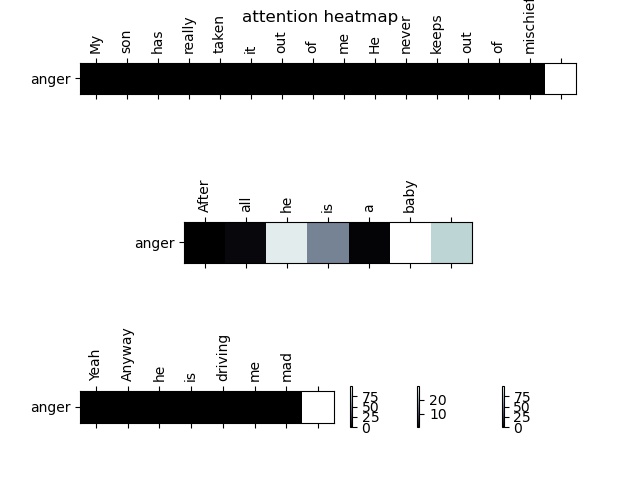 attention heatmap
My son has really taken it out of me He never keeps out of mischief
anger
After all he is a baby
anger
Yeah Anyway he is driving me mad
anger
75 50 25 0
20 10
75 50 25 0